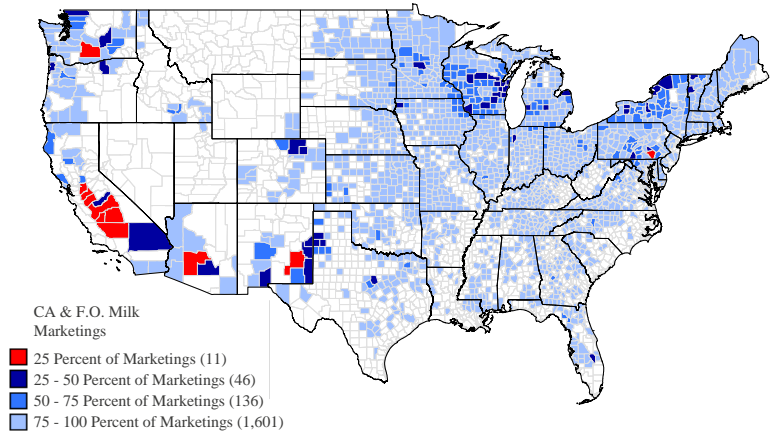 CA & F.O. Milk
Marketings
25 Percent of Marketings (11)
25 - 50 Percent of Marketings (46)
50 - 75 Percent of Marketings (136)
75 - 100 Percent of Marketings (1,601)